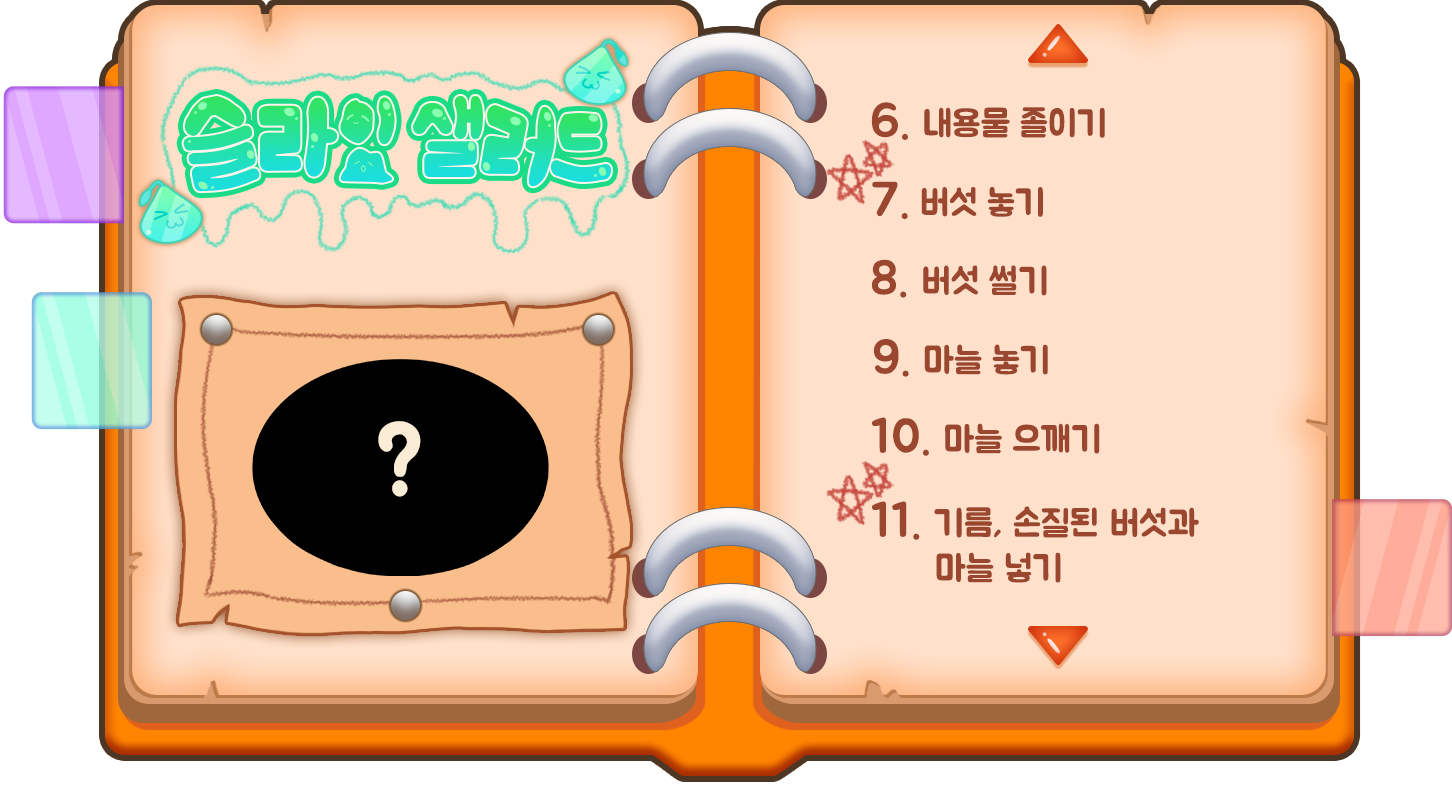 슬라임 샐러드
?
6. 내용물 졸이기
7. 버섯 놓기
8. 버섯 썰기
9. 마늘 놓기
10. 마늘 으깨기
11. 기름, 손질된 버섯과
마늘 넣기